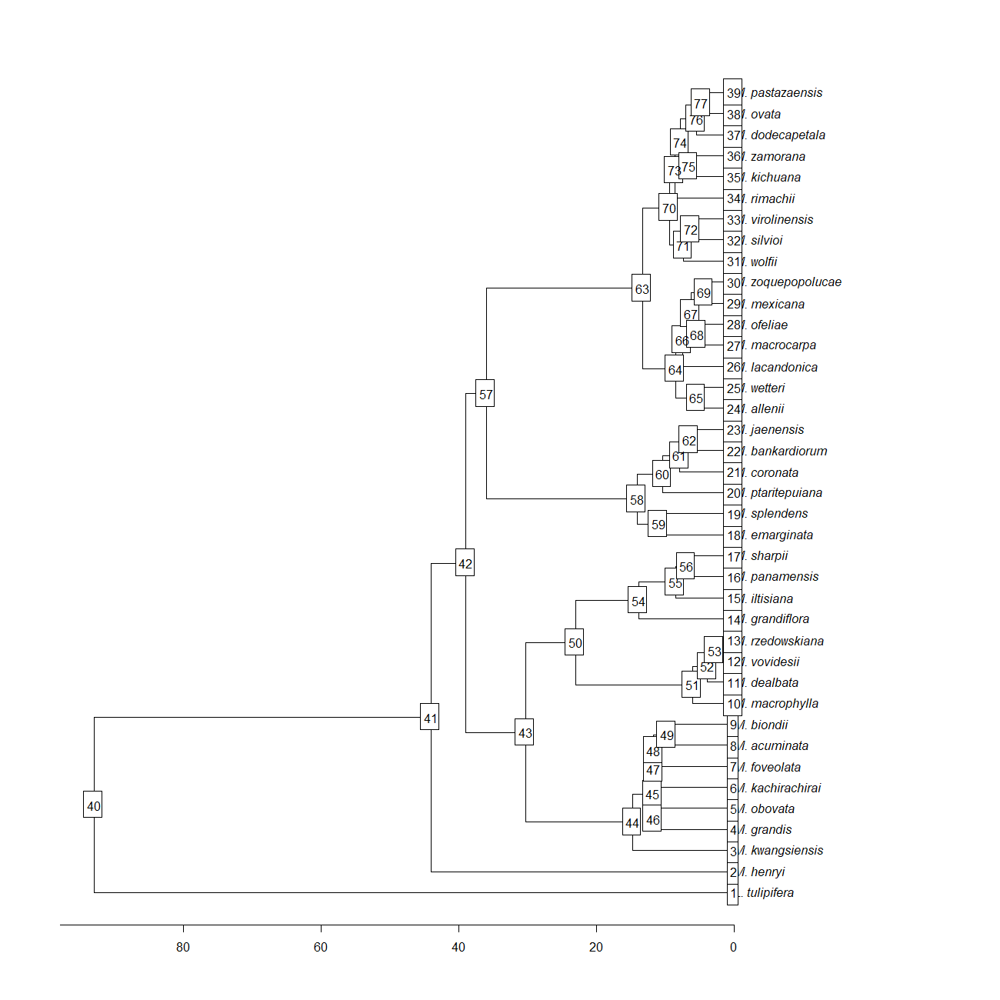 39 pastazaensis
77
38 ovata
76
37 dodecapetala
74
36 zamorana
75
73
35 kichuana
34 rimachii
70
33 virolinensis
72
32 silvioi
71
31 wolfii
30 zoquepopolucae
63
69
29 mexicana
67
28 ofeliae
68
66
27 macrocarpa
26 lacandonica
64
25 wetteri
57
65
24 allenii
23 jaenensis
62
22 bankardiorum
61
21 coronata
60
20 ptaritepuiana
58
19 splendens
59
18 emarginata
17 sharpii
42
56
16 panamensis
55
15 iltisiana
54
14 grandiflora
13 rzedowskiana
50
53
12 vovidesii
52
11 dealbata
51
10 macrophylla
41
9 biondii
43
49
8 acuminata
48
7 foveolata
47
6 kachirachirai
45
40
5 obovata
46
44
4 grandis
3 kwangsiensis
2 henryi
1 tulipifera
80 60 40 20 0